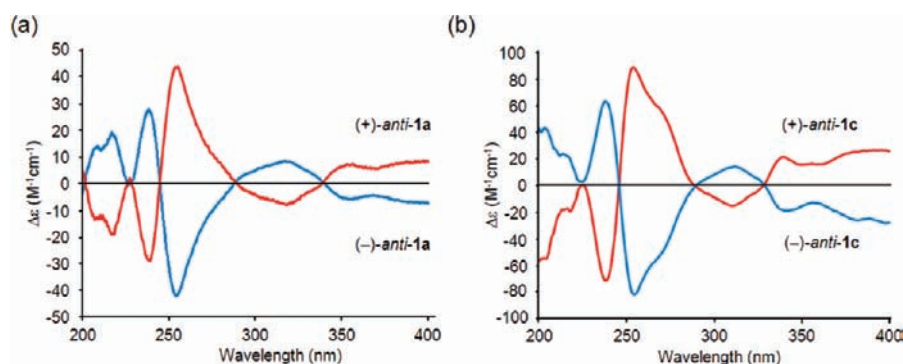 (a)
50
40
30
20
10
0
-10
-20
-30
-40
-50
Δε (M⁻¹cm⁻¹)
(+)-anti-1a
(–)-anti-1a
200 250 300 350 400
Wavelength (nm)
(b)
100
80
60
40
20
0
-20
-40
-60
-80
-100
Δε (M⁻¹cm⁻¹)
(+)-anti-1c
(–)-anti-1c
200 250 300 350 400
Wavelength (nm)